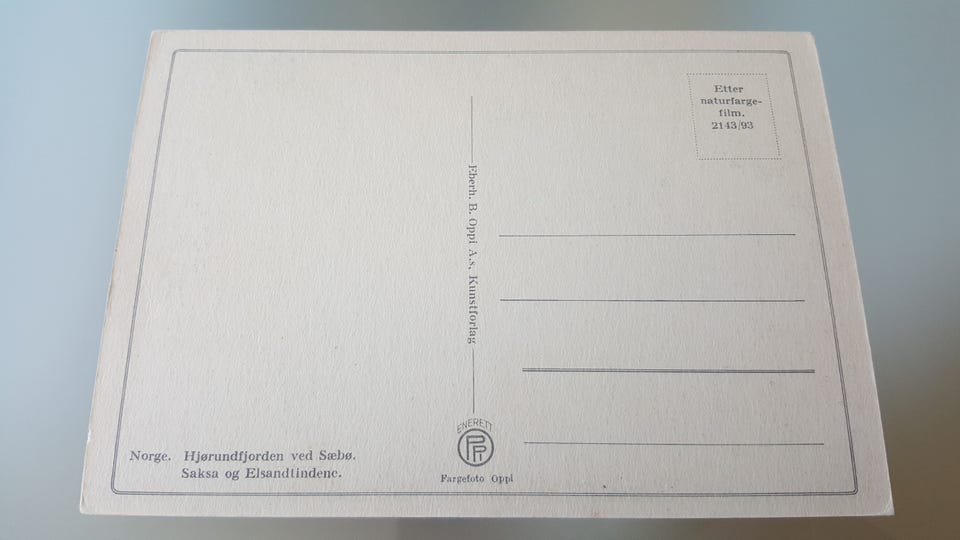 Etter
naturfarge-
film.
2143/93
Eberh. B. Oppi A.s, Kunstforlag
ENERETT
Fargefoto Oppi
Norge. Hjørundfjorden ved Sæbø.
Saksa og Elsandtindene.